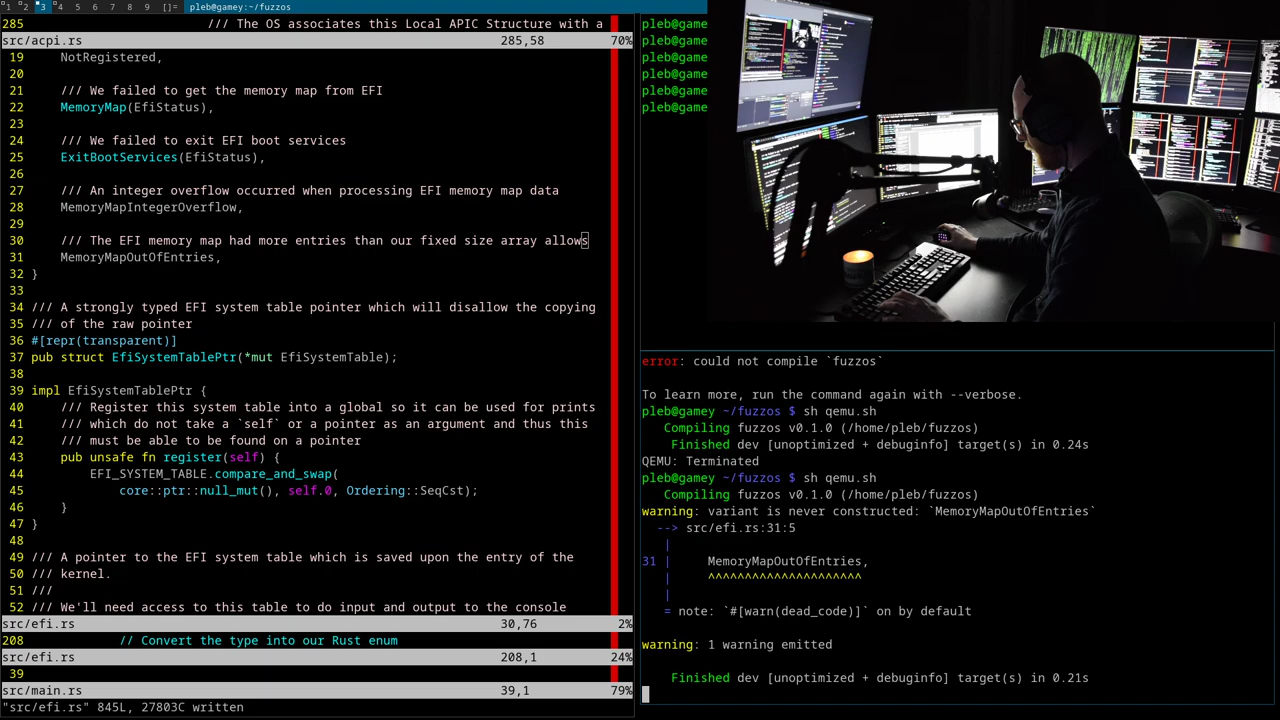 1 2 3 4 5 6 7 8 9 []= pleb@gamey:~/fuzzos
285 /// The OS associates this Local APIC Structure with a
src/acpi.rs 285,58 70%
19 NotRegistered,
20
21 /// We failed to get the memory map from EFI
22 MemoryMap(EfiStatus),
23
24 /// We failed to exit EFI boot services
25 ExitBootServices(EfiStatus),
26
27 /// An integer overflow occurred when processing EFI memory map data
28 MemoryMapIntegerOverflow,
29
30 /// The EFI memory map had more entries than our fixed size array allows
31 MemoryMapOutOfEntries,
32 }
33
34 /// A strongly typed EFI system table pointer which will disallow the copying
35 /// of the raw pointer
36 #[repr(transparent)]
37 pub struct EfiSystemTablePtr(*mut EfiSystemTable);
38
39 impl EfiSystemTablePtr {
40 /// Register this system table into a global so it can be used for prints
41 /// which do not take a `self` or a pointer as an argument and thus this
42 /// must be able to be found on a pointer
43 pub unsafe fn register(self) {
44 EFI_SYSTEM_TABLE.compare_and_swap(
45 core::ptr::null_mut(), self.0, Ordering::SeqCst);
46 }
47 }
48
49 /// A pointer to the EFI system table which is saved upon the entry of the
50 /// kernel.
51 ///
52 /// We'll need access to this table to do input and output to the console
src/efi.rs 30,76 2%
208 // Convert the type into our Rust enum
src/efi.rs 208,1 24%
39
src/main.rs 39,1 79%
"src/efi.rs" 845L, 27803C written
pleb@game
pleb@game
pleb@game
pleb@game
pleb@game
pleb@game
error: could not compile `fuzzos`
To learn more, run the command again with --verbose.
pleb@gamey ~/fuzzos $ sh qemu.sh
Compiling fuzzos v0.1.0 (/home/pleb/fuzzos)
Finished dev [unoptimized + debuginfo] target(s) in 0.24s
QEMU: Terminated
pleb@gamey ~/fuzzos $ sh qemu.sh
Compiling fuzzos v0.1.0 (/home/pleb/fuzzos)
warning: variant is never constructed: `MemoryMapOutOfEntries`
--> src/efi.rs:31:5
|
31 | MemoryMapOutOfEntries,
| ^^^^^^^^^^^^^^^^^^^^^
|
= note: `#[warn(dead_code)]` on by default
warning: 1 warning emitted
Finished dev [unoptimized + debuginfo] target(s) in 0.21s